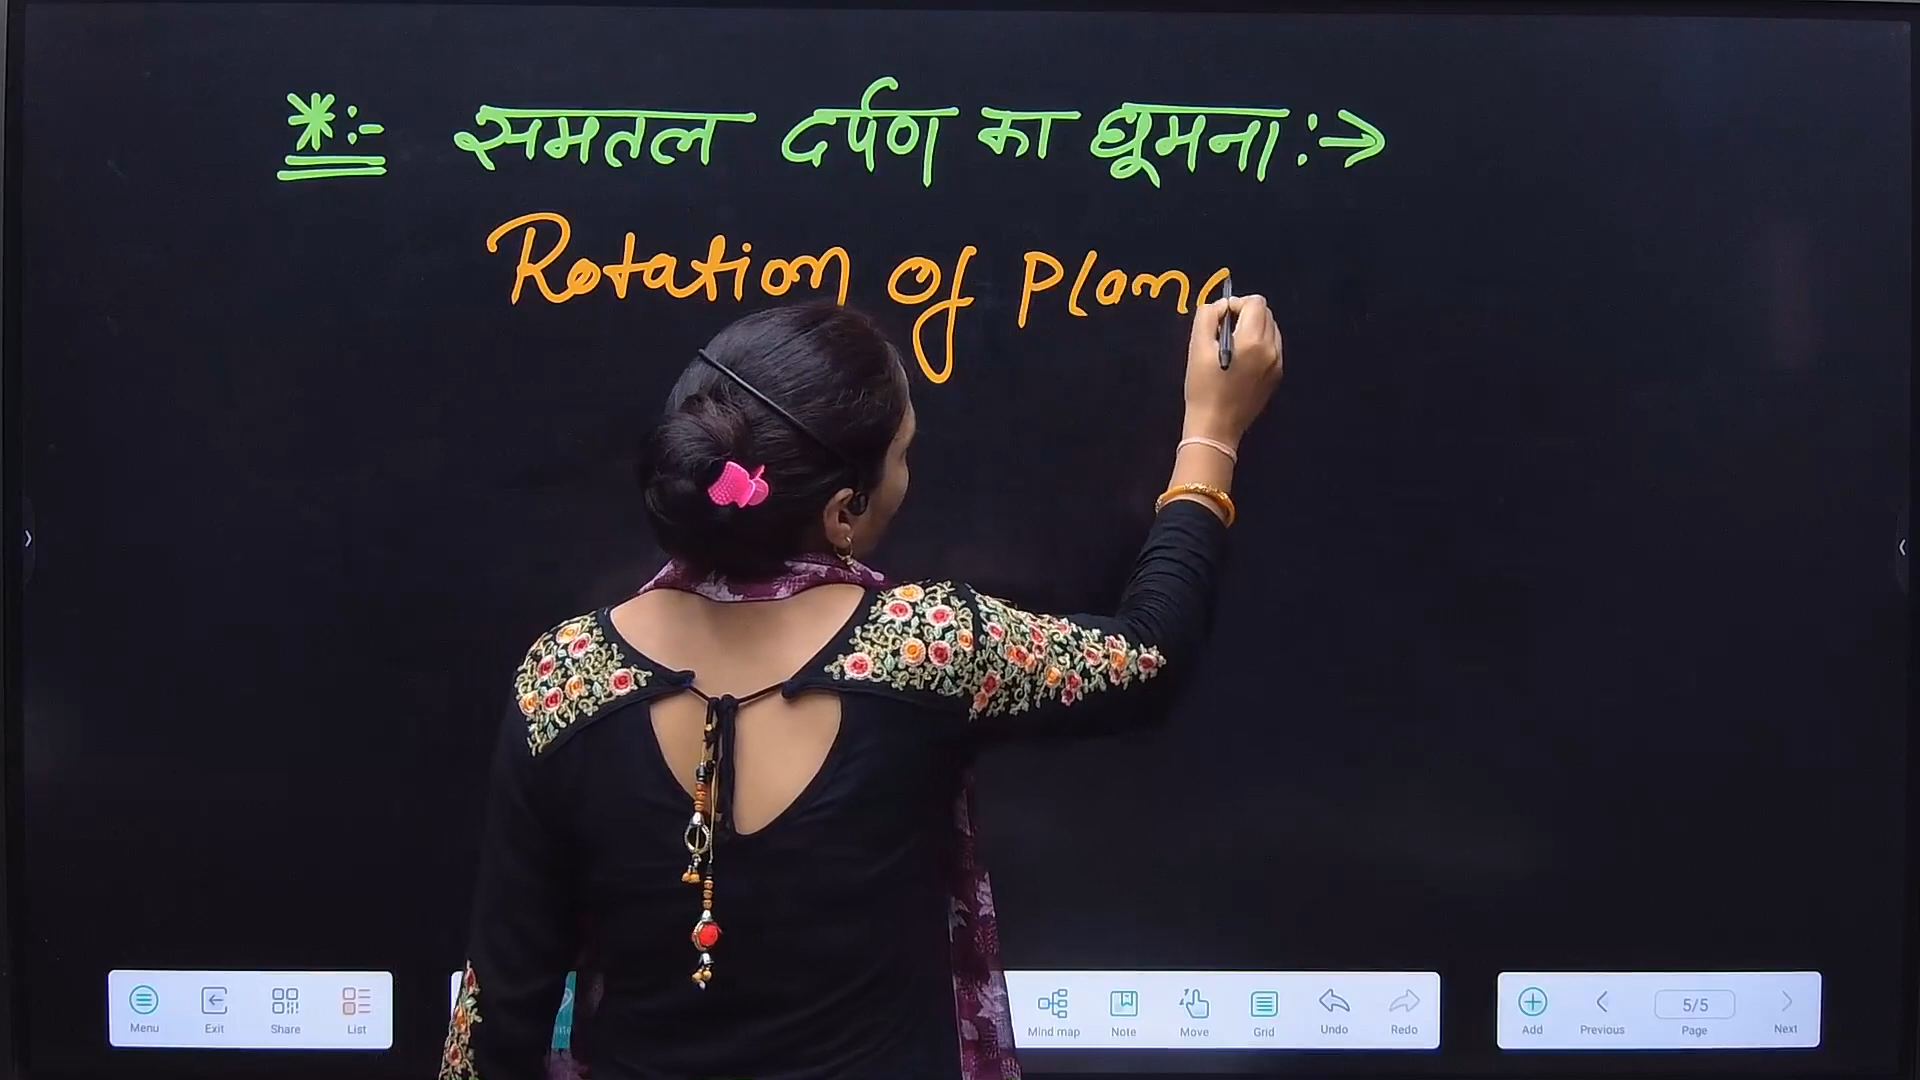 *:- समतल दर्पण का घूमना :→
Rotation of plan
Menu Exit Share List Mind map Note Move Grid Undo Redo Add Previous 5/5 Page Next